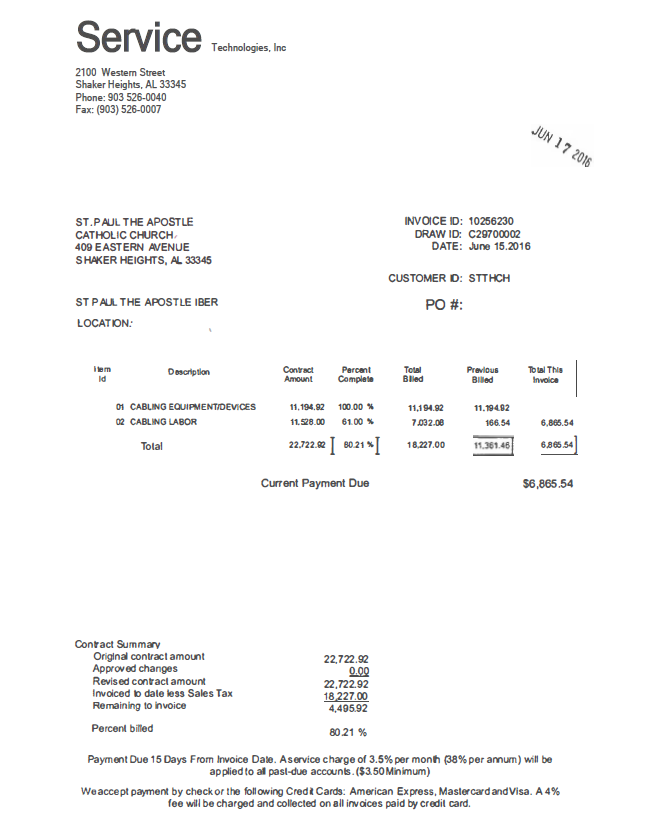 Service Technologies, Inc
2100 Western Street
Shaker Heights, AL 33345
Phone: 903 526-0040
Fax: (903) 526-0007
JUN 17 2016
ST.PAUL THE APOSTLE
CATHOLIC CHURCH
409 EASTERN AVENUE
SHAKER HEIGHTS, AL 33345
INVOICE ID: 10256230
DRAW ID: C29700002
DATE: June 15.2016
CUSTOMER ID: STTHCH
ST PAUL THE APOSTLE IBER
PO #:
LOCATION:
Item Id Description Contract Amount Percent Complete Total Billed Previous Billed Total This Invoice
01 CABLING EQUIPMENT/DEVICES 11,194.92 100.00 % 11,194.92 11,194.92
02 CABLING LABOR 11,528.00 61.00 % 7,032.08 166.54 6,865.54
Total 22,722.92 80.21 % 18,227.00 11,361.46 6,865.54
Current Payment Due $6,865.54
Contract Summary
Original contract amount 22,722.92
Approved changes 0.00
Revised contract amount 22,722.92
Invoiced to date less Sales Tax 18,227.00
Remaining to invoice 4,495.92
Percent billed 80.21 %
Payment Due 15 Days From Invoice Date. A service charge of 3.5% per month (38% per annum) will be
applied to all past-due accounts. ($3.50 Minimum)
We accept payment by check or the following Credit Cards: American Express, Mastercard and Visa. A 4%
fee will be charged and collected on all invoices paid by credit card.